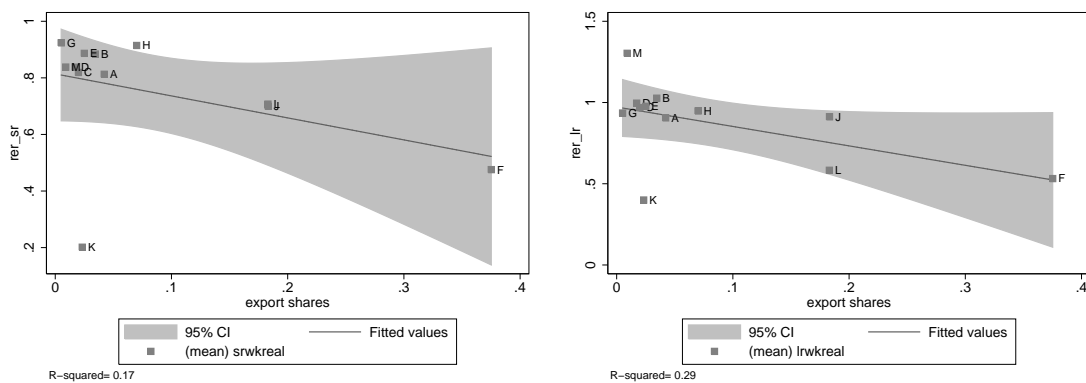 1
.8
.6
.4
.2
rer_sr
G
E
B
H
MD
C
A
L
F
K
0
.1
.2
.3
.4
export shares
95% CI
Fitted values
(mean) srwkreal
R-squared= 0.17
1.5
1
.5
0
rer_lr
M
D
B
E
G
A
H
J
L
K
F
0
.1
.2
.3
.4
export shares
95% CI
Fitted values
(mean) lrwkreal
R-squared= 0.29